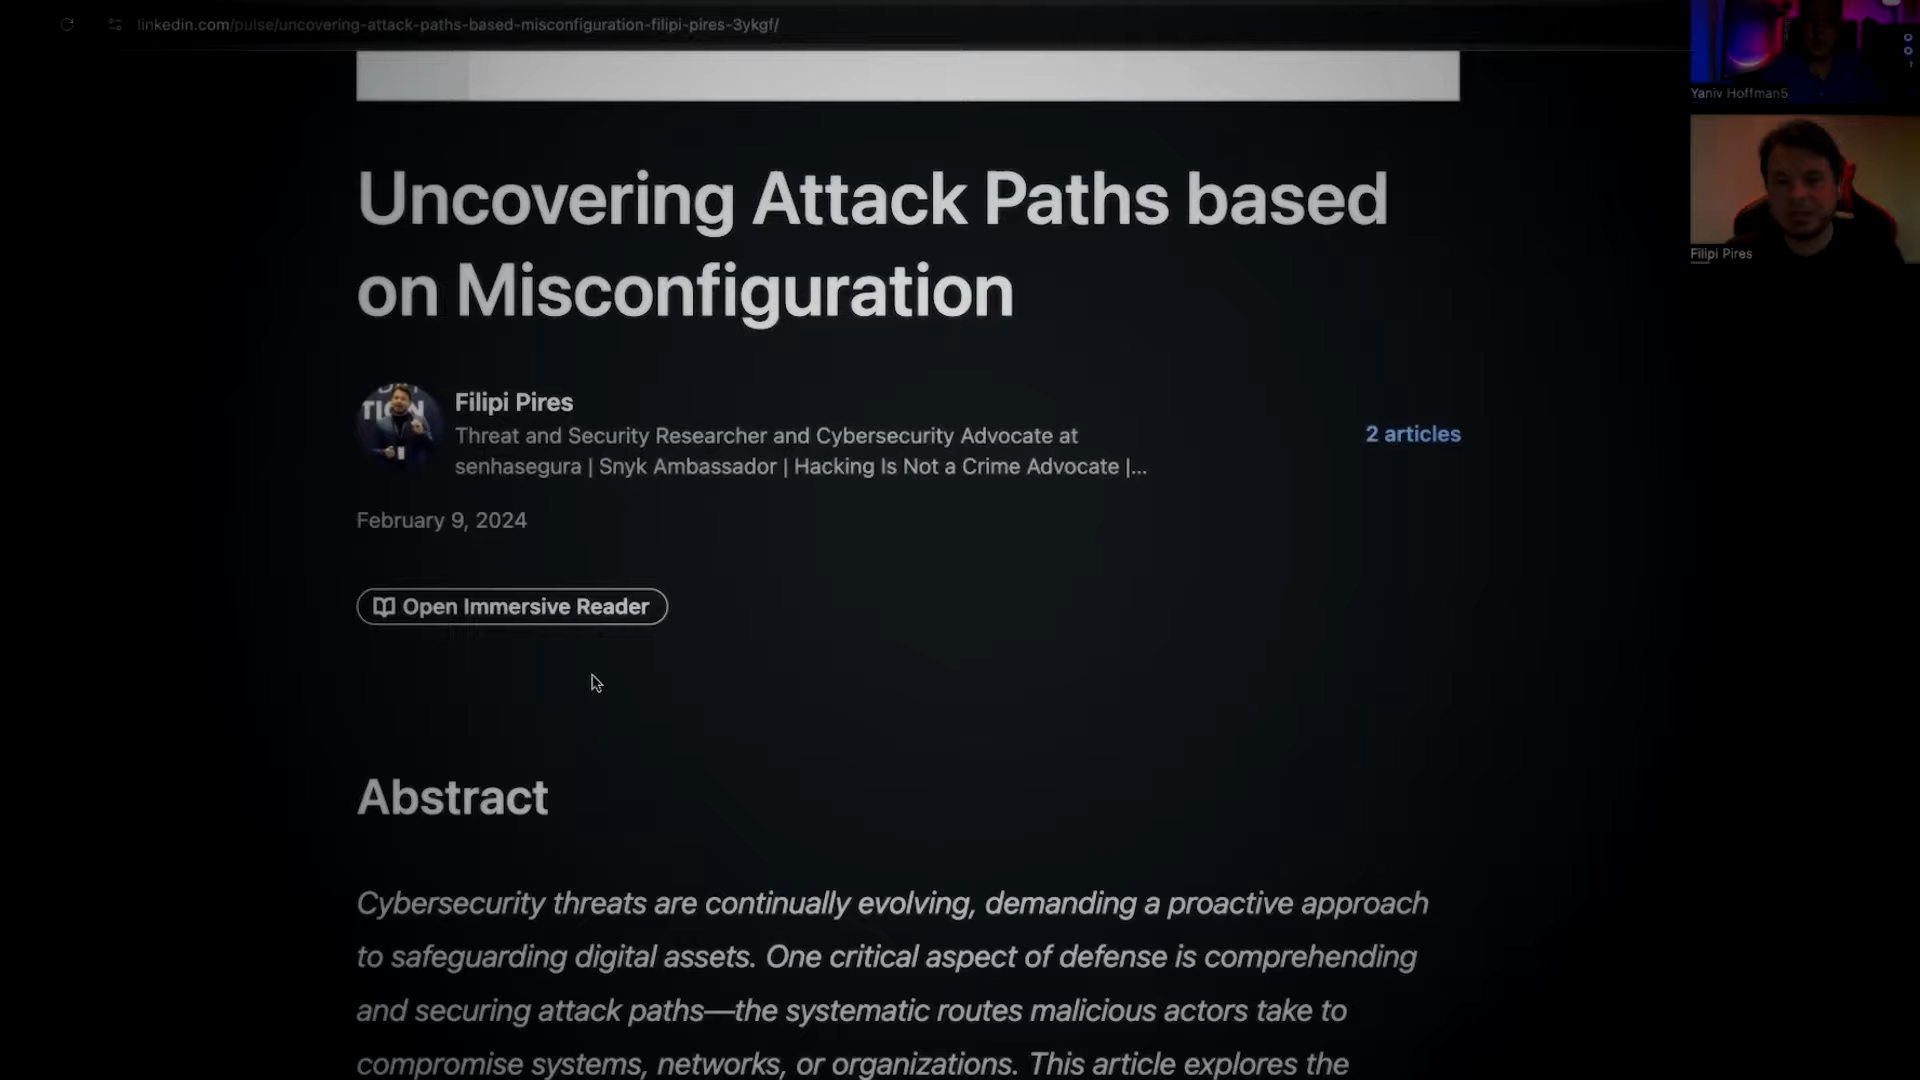 linkedin.com/pulse/uncovering-attack-paths-based-misconfiguration-filipi-pires-3ykgf/
Yaniv Hoffman5
Filipi Pires
Uncovering Attack Paths based
on Misconfiguration
TION
Filipi Pires
Threat and Security Researcher and Cybersecurity Advocate at
senhasegura | Snyk Ambassador | Hacking Is Not a Crime Advocate |...
2 articles
February 9, 2024
Open Immersive Reader
Abstract
Cybersecurity threats are continually evolving, demanding a proactive approach
to safeguarding digital assets. One critical aspect of defense is comprehending
and securing attack paths—the systematic routes malicious actors take to
compromise systems, networks, or organizations. This article explores the